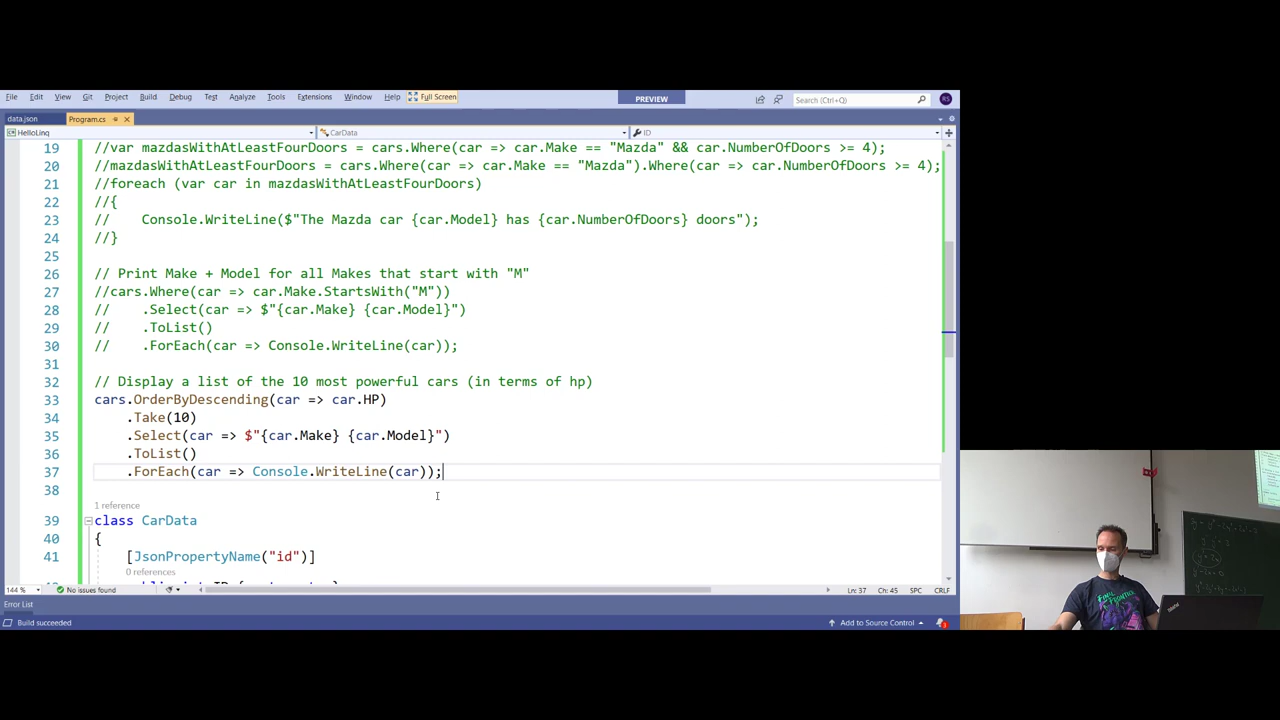 File Edit View Git Project Build Debug Test Analyze Tools Extensions Window Help Full Screen PREVIEW Search (Ctrl+Q) RS
data.json Program.cs
HelloLinq CarData ID
19 //var mazdasWithAtLeastFourDoors = cars.Where(car => car.Make == "Mazda" && car.NumberOfDoors >= 4);
20 //mazdasWithAtLeastFourDoors = cars.Where(car => car.Make == "Mazda").Where(car => car.NumberOfDoors >= 4);
21 //foreach (var car in mazdasWithAtLeastFourDoors)
22 //{
23 //    Console.WriteLine($"The Mazda car {car.Model} has {car.NumberOfDoors} doors");
24 //}
25
26 // Print Make + Model for all Makes that start with "M"
27 //cars.Where(car => car.Make.StartsWith("M"))
28 //    .Select(car => $"{car.Make} {car.Model}")
29 //    .ToList()
30 //    .ForEach(car => Console.WriteLine(car));
31
32 // Display a list of the 10 most powerful cars (in terms of hp)
33 cars.OrderByDescending(car => car.HP)
34     .Take(10)
35     .Select(car => $"{car.Make} {car.Model}")
36     .ToList()
37     .ForEach(car => Console.WriteLine(car));
38
1 reference
39 class CarData
40 {
41     [JsonPropertyName("id")]
0 references
144 % No issues found Ln: 37 Ch: 45 SPC CRLF
Error List
Build succeeded Add to Source Control